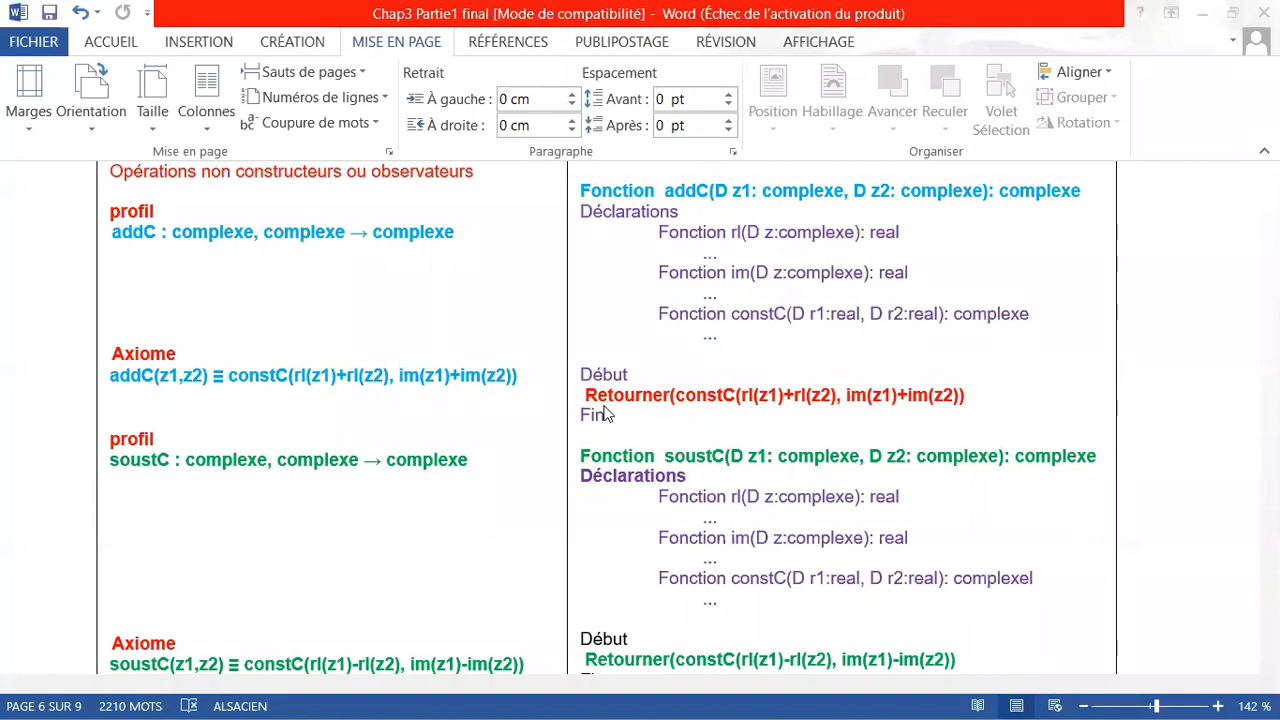 Chap3 Partie1 final [Mode de compatibilité] - Word (Échec de l'activation du produit)
FICHIER ACCUEIL INSERTION CRÉATION MISE EN PAGE RÉFÉRENCES PUBLIPOSTAGE RÉVISION AFFICHAGE
Marges Orientation Taille Colonnes
Sauts de pages
Numéros de lignes
Coupure de mots
Mise en page
Retrait Espacement
À gauche : 0 cm Avant : 0 pt
À droite : 0 cm Après : 0 pt
Paragraphe
Position Habillage Avancer Reculer Volet Sélection
Aligner
Grouper
Rotation
Organiser
Opérations non constructeurs ou observateurs
profil
addC : complexe, complexe → complexe
Axiome
addC(z1,z2) ≡ constC(rl(z1)+rl(z2), im(z1)+im(z2))
profil
soustC : complexe, complexe → complexe
Axiome
soustC(z1,z2) ≡ constC(rl(z1)-rl(z2), im(z1)-im(z2))
Fonction addC(D z1: complexe, D z2: complexe): complexe
Déclarations
Fonction rl(D z:complexe): real
...
Fonction im(D z:complexe): real
...
Fonction constC(D r1:real, D r2:real): complexe
...
Début
Retourner(constC(rl(z1)+rl(z2), im(z1)+im(z2))
Fin
Fonction soustC(D z1: complexe, D z2: complexe): complexe
Déclarations
Fonction rl(D z:complexe): real
...
Fonction im(D z:complexe): real
...
Fonction constC(D r1:real, D r2:real): complexel
...
Début
Retourner(constC(rl(z1)-rl(z2), im(z1)-im(z2))
PAGE 6 SUR 9 2210 MOTS ALSACIEN 142 %